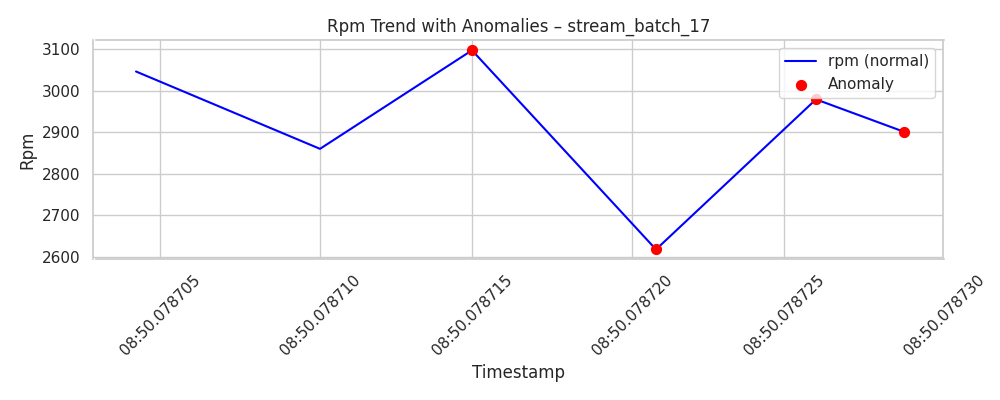 Rpm Trend with Anomalies – stream_batch_17
3100
3000
2900
2800
2700
2600
Rpm
rpm (normal)
Anomaly
08:50.078705
08:50.078710
08:50.078715
08:50.078720
08:50.078725
08:50.078730
Timestamp